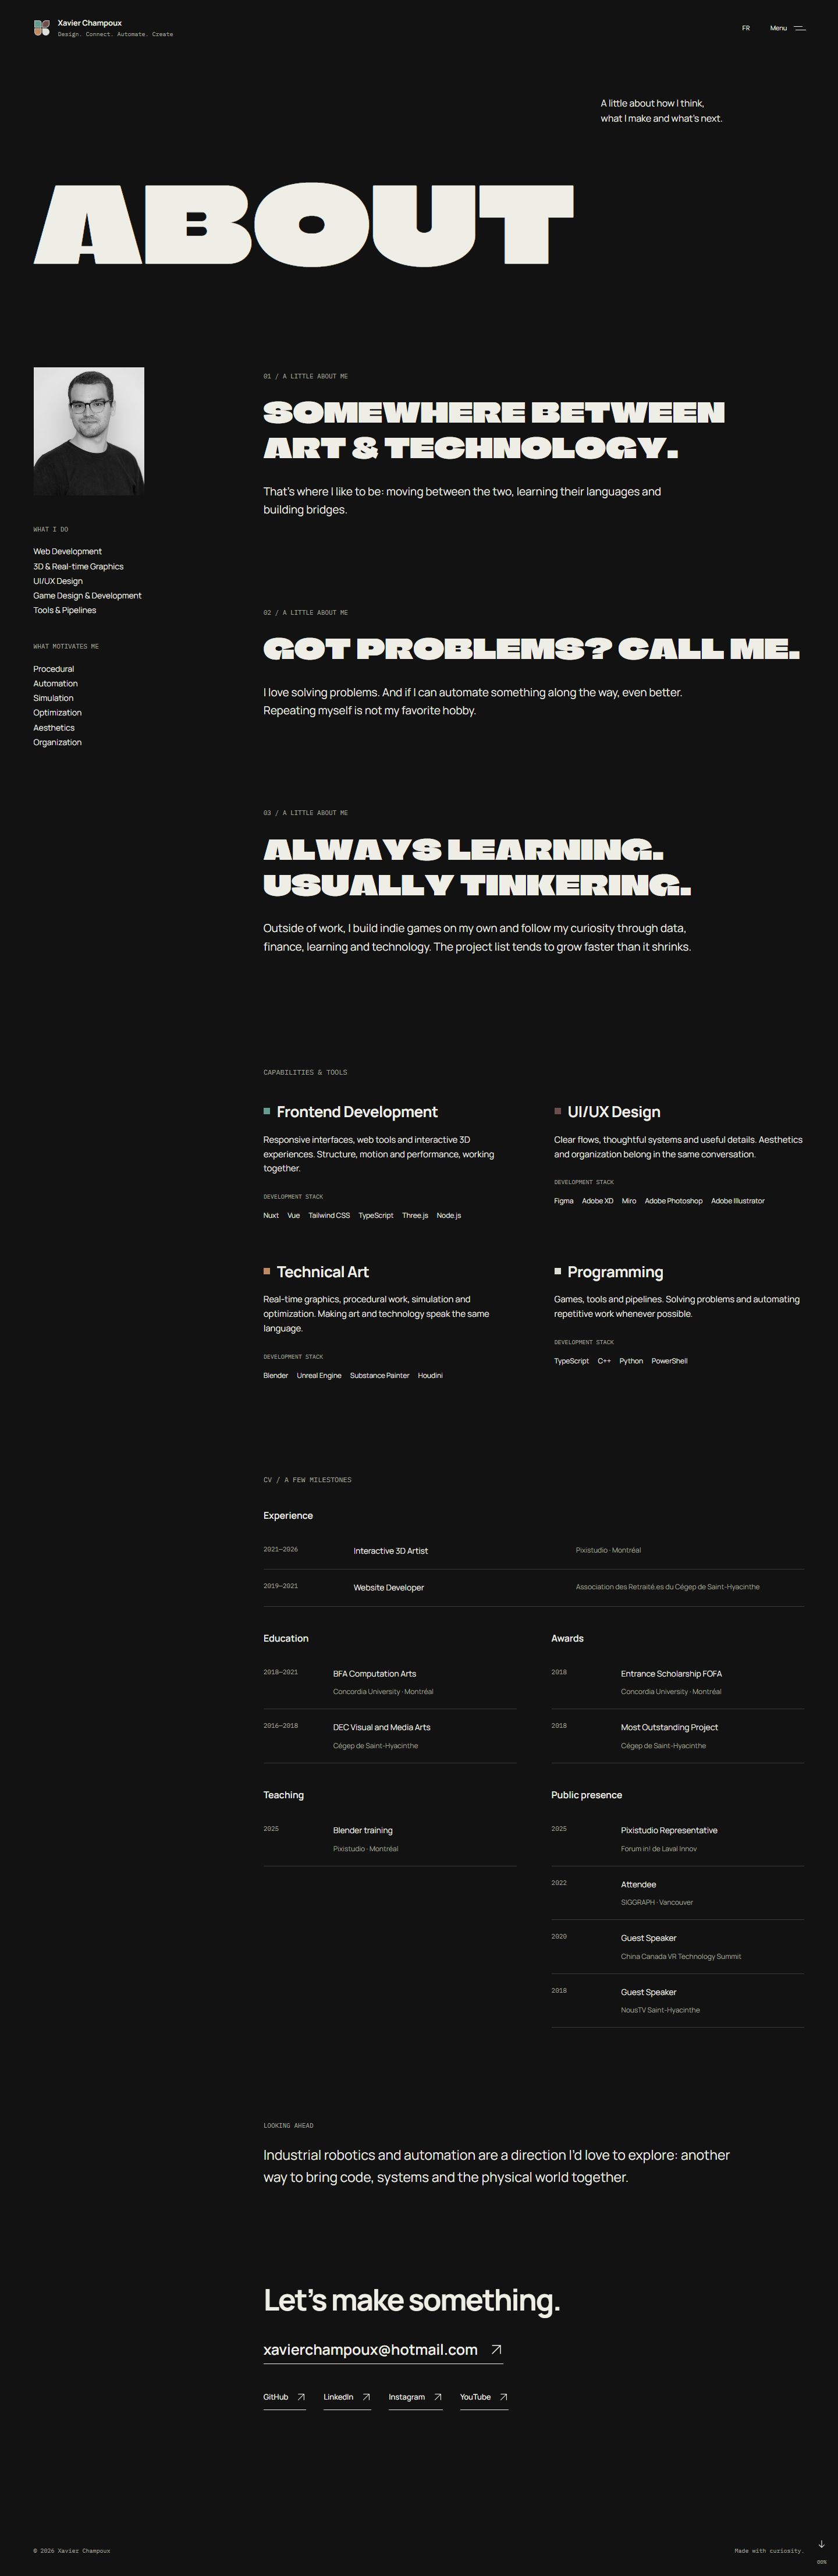 Xavier Champoux
Design. Connect. Automate. Create
FR
Menu
A little about how I think,
what I make and what's next.
ABOUT
WHAT I DO
Web Development
3D & Real-time Graphics
UI/UX Design
Game Design & Development
Tools & Pipelines
WHAT MOTIVATES ME
Procedural
Automation
Simulation
Optimization
Aesthetics
Organization
01 / A LITTLE ABOUT ME
SOMEWHERE BETWEEN
ART & TECHNOLOGY.
That's where I like to be: moving between the two, learning their languages and
building bridges.
02 / A LITTLE ABOUT ME
GOT PROBLEMS? CALL ME.
I love solving problems. And if I can automate something along the way, even better.
Repeating myself is not my favorite hobby.
03 / A LITTLE ABOUT ME
ALWAYS LEARNING.
USUALLY TINKERING.
Outside of work, I build indie games on my own and follow my curiosity through data,
finance, learning and technology. The project list tends to grow faster than it shrinks.
CAPABILITIES & TOOLS
Frontend Development
Responsive interfaces, web tools and interactive 3D
experiences. Structure, motion and performance, working
together.
DEVELOPMENT STACK
Nuxt Vue Tailwind CSS TypeScript Three.js Node.js
UI/UX Design
Clear flows, thoughtful systems and useful details. Aesthetics
and organization belong in the same conversation.
DEVELOPMENT STACK
Figma Adobe XD Miro Adobe Photoshop Adobe Illustrator
Technical Art
Real-time graphics, procedural work, simulation and
optimization. Making art and technology speak the same
language.
DEVELOPMENT STACK
Blender Unreal Engine Substance Painter Houdini
Programming
Games, tools and pipelines. Solving problems and automating
repetitive work whenever possible.
DEVELOPMENT STACK
TypeScript C++ Python PowerShell
CV / A FEW MILESTONES
Experience
2021—2026 Interactive 3D Artist Pixistudio · Montréal
2019—2021 Website Developer Association des Retraité.es du Cégep de Saint-Hyacinthe
Education
2018—2021 BFA Computation Arts
Concordia University · Montréal
2016—2018 DEC Visual and Media Arts
Cégep de Saint-Hyacinthe
Awards
2018 Entrance Scholarship FOFA
Concordia University · Montréal
2018 Most Outstanding Project
Cégep de Saint-Hyacinthe
Teaching
2025 Blender training
Pixistudio · Montréal
Public presence
2025 Pixistudio Representative
Forum in! de Laval Innov
2022 Attendee
SIGGRAPH · Vancouver
2020 Guest Speaker
China Canada VR Technology Summit
2018 Guest Speaker
NousTV Saint-Hyacinthe
LOOKING AHEAD
Industrial robotics and automation are a direction I'd love to explore: another
way to bring code, systems and the physical world together.
Let's make something.
xavierchampoux@hotmail.com
GitHub
LinkedIn
Instagram
YouTube
© 2026 Xavier Champoux
Made with curiosity.